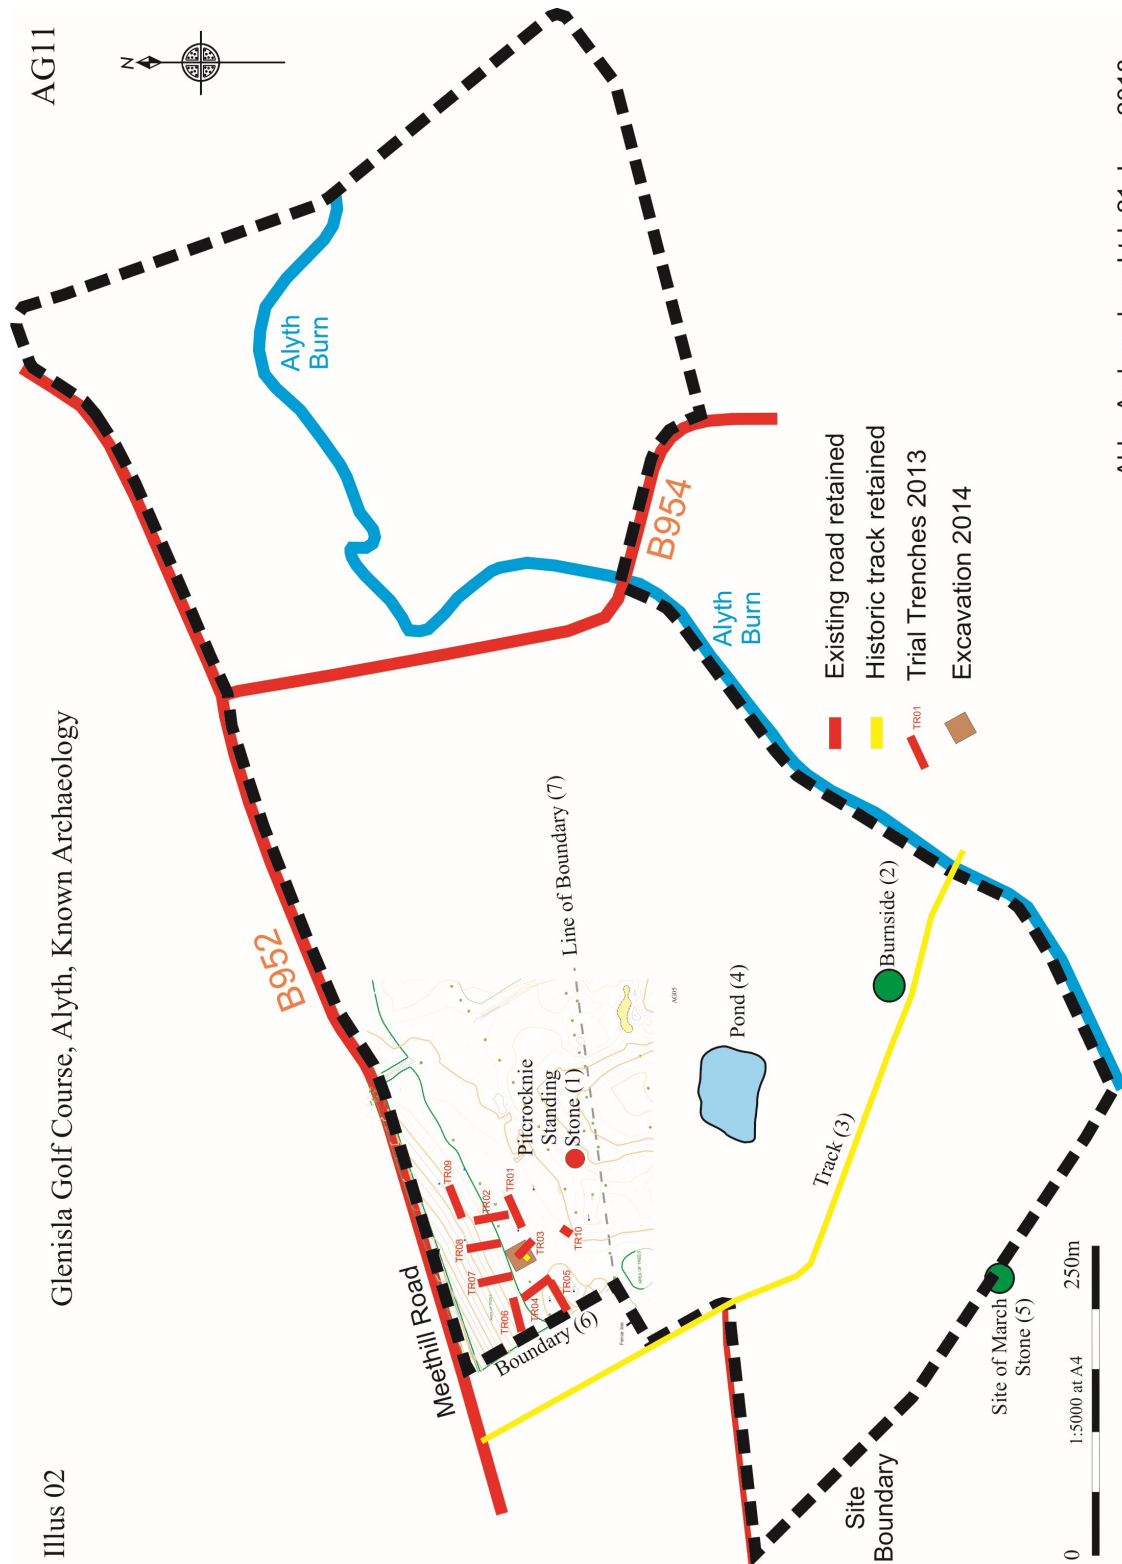 Illus 02
Glenisla Golf Course, Alyth, Known Archaeology
AG11
N
B952
Meethill Road
Alyth
Burn
B954
Alyth
Burn
TR09
TR02
TR01
TR08
TR03
TR07
TR10
TR06
TR04
TR05
Pitcrocknie
Standing
Stone (1)
Line of Boundary (7)
Boundary (6)
AG05
Pond (4)
Burnside (2)
Track (3)
Site of March
Stone (5)
Site
Boundary
Existing road retained
Historic track retained
TR01
Trial Trenches 2013
Excavation 2014
0
1:5000 at A4
250m